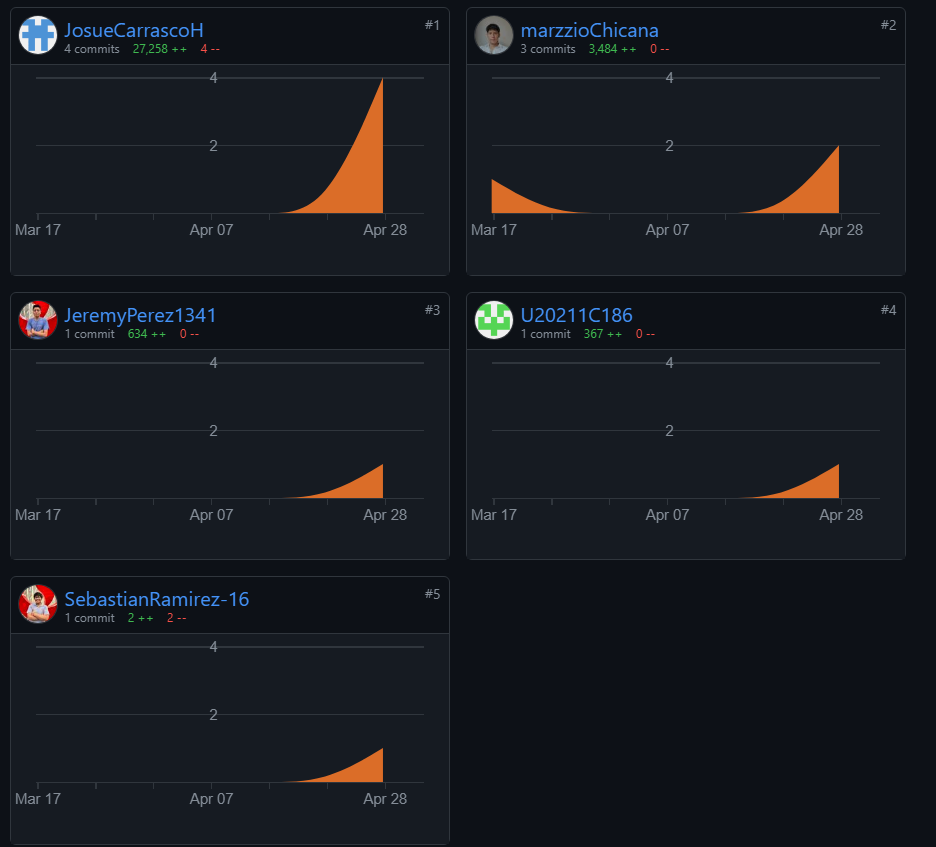 JosueCarrascoH #1
4 commits 27,258 ++ 4 --
4
2
Mar 17 Apr 07 Apr 28
marzzioChicana #2
3 commits 3,484 ++ 0 --
4
2
Mar 17 Apr 07 Apr 28
JeremyPerez1341 #3
1 commit 634 ++ 0 --
4
2
Mar 17 Apr 07 Apr 28
U20211C186 #4
1 commit 367 ++ 0 --
4
2
Mar 17 Apr 07 Apr 28
SebastianRamirez-16 #5
1 commit 2 ++ 2 --
4
2
Mar 17 Apr 07 Apr 28